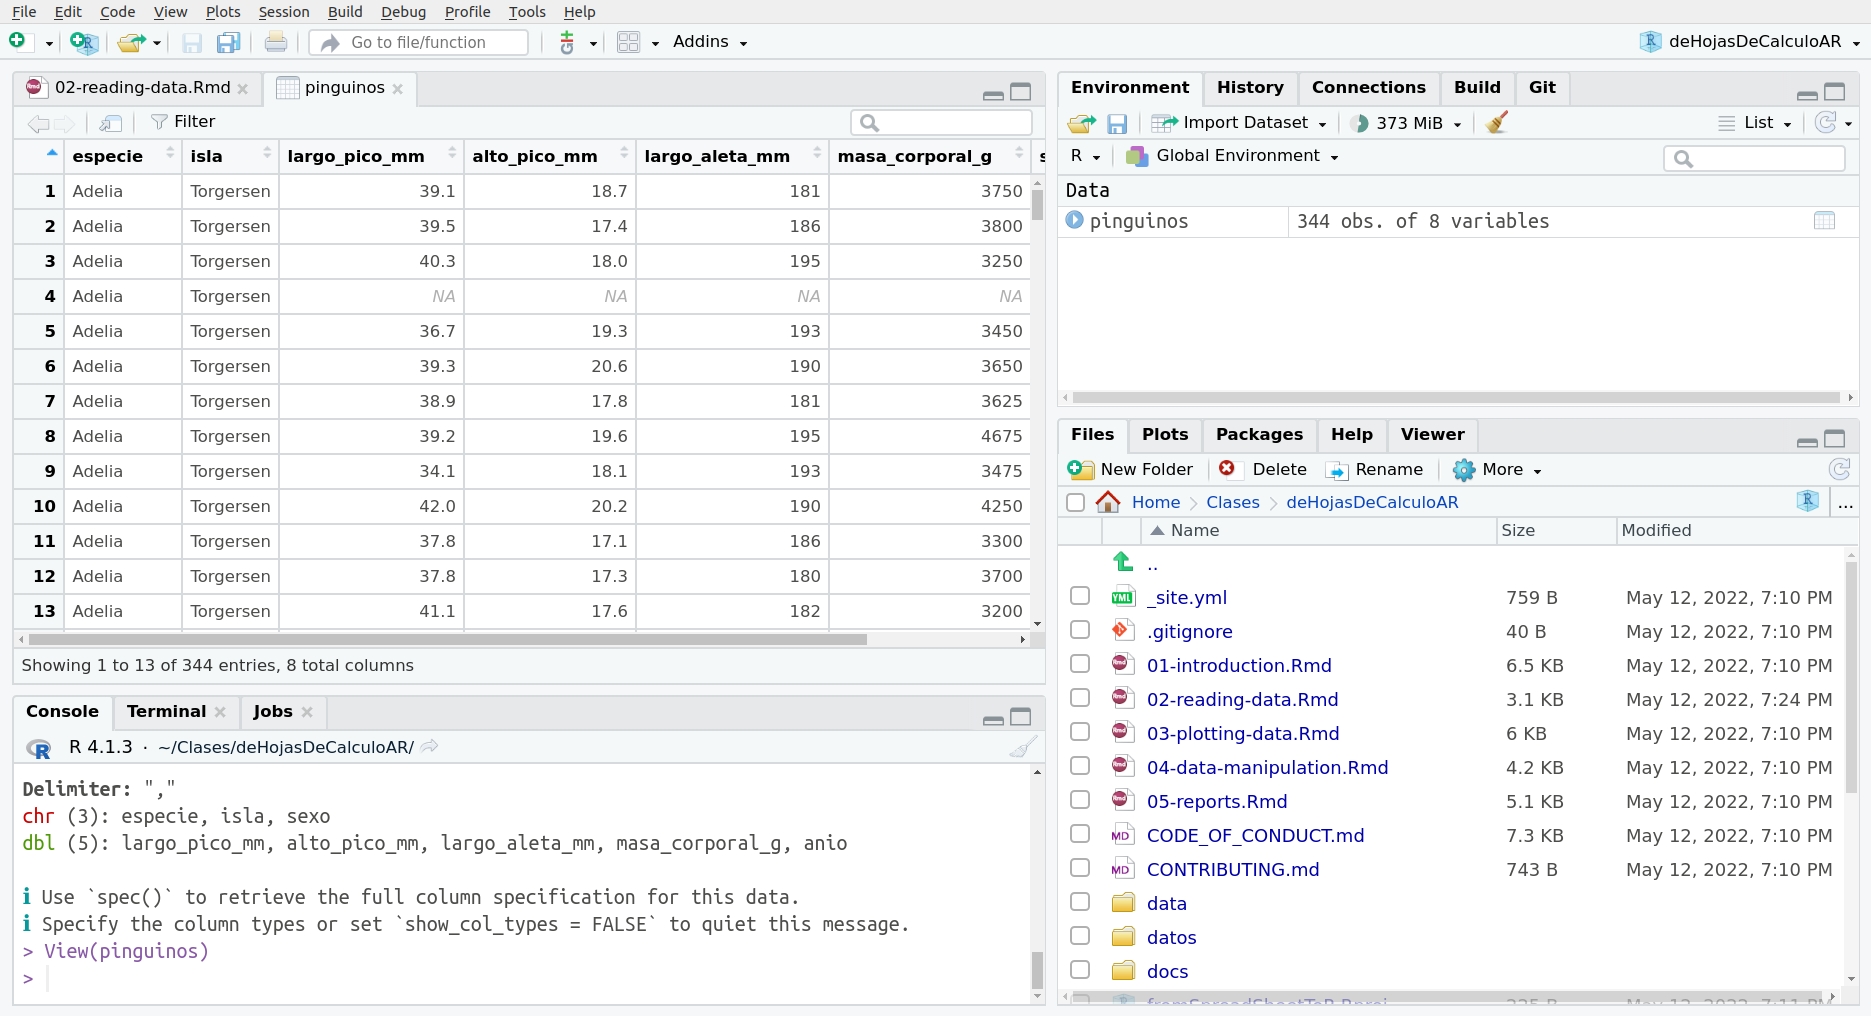 File Edit Code View Plots Session Build Debug Profile Tools Help
Go to file/function Addins deHojasDeCalculoAR
02-reading-data.Rmd pinguinos
Filter
especie isla largo_pico_mm alto_pico_mm largo_aleta_mm masa_corporal_g s
1 Adelia Torgersen 39.1 18.7 181 3750
2 Adelia Torgersen 39.5 17.4 186 3800
3 Adelia Torgersen 40.3 18.0 195 3250
4 Adelia Torgersen NA NA NA NA
5 Adelia Torgersen 36.7 19.3 193 3450
6 Adelia Torgersen 39.3 20.6 190 3650
7 Adelia Torgersen 38.9 17.8 181 3625
8 Adelia Torgersen 39.2 19.6 195 4675
9 Adelia Torgersen 34.1 18.1 193 3475
10 Adelia Torgersen 42.0 20.2 190 4250
11 Adelia Torgersen 37.8 17.1 186 3300
12 Adelia Torgersen 37.8 17.3 180 3700
13 Adelia Torgersen 41.1 17.6 182 3200
Showing 1 to 13 of 344 entries, 8 total columns
Console Terminal Jobs
R 4.1.3 · ~/Clases/deHojasDeCalculoAR/
Delimiter: ","
chr (3): especie, isla, sexo
dbl (5): largo_pico_mm, alto_pico_mm, largo_aleta_mm, masa_corporal_g, anio
ℹ Use `spec()` to retrieve the full column specification for this data.
ℹ Specify the column types or set `show_col_types = FALSE` to quiet this message.
> View(pinguinos)
>
Environment History Connections Build Git
Import Dataset 373 MiB List
R Global Environment
Data
pinguinos 344 obs. of 8 variables
Files Plots Packages Help Viewer
New Folder Delete Rename More
Home Clases deHojasDeCalculoAR ...
Name Size Modified
..
YML _site.yml 759 B May 12, 2022, 7:10 PM
.gitignore 40 B May 12, 2022, 7:10 PM
Rmd 01-introduction.Rmd 6.5 KB May 12, 2022, 7:10 PM
Rmd 02-reading-data.Rmd 3.1 KB May 12, 2022, 7:24 PM
Rmd 03-plotting-data.Rmd 6 KB May 12, 2022, 7:10 PM
Rmd 04-data-manipulation.Rmd 4.2 KB May 12, 2022, 7:10 PM
Rmd 05-reports.Rmd 5.1 KB May 12, 2022, 7:10 PM
MD CODE_OF_CONDUCT.md 7.3 KB May 12, 2022, 7:10 PM
MD CONTRIBUTING.md 743 B May 12, 2022, 7:10 PM
data
datos
docs
fromSpreadSheetToR.Rproj 225 B May 12, 2022, 7:11 PM